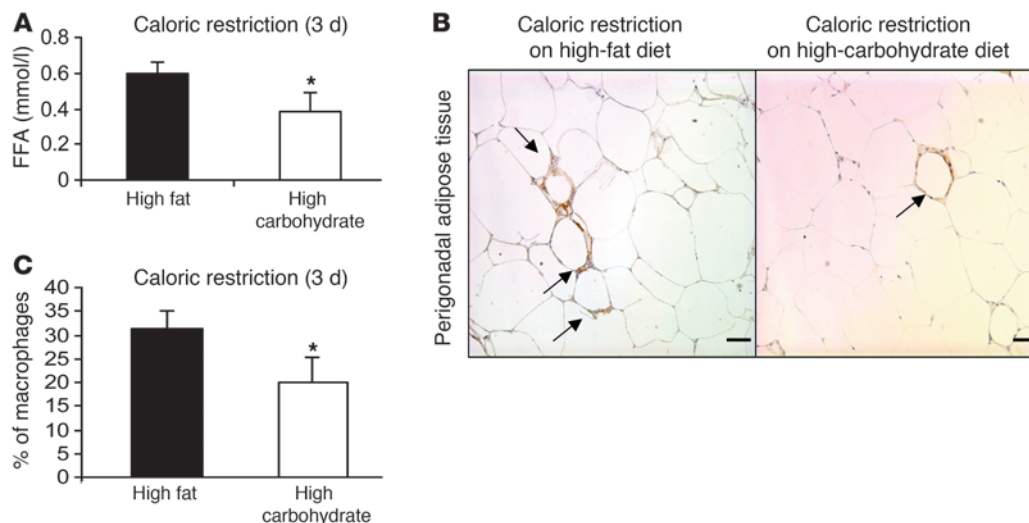 A
Caloric restriction (3 d)
FFA (mmol/l)
0.8
0.6
0.4
0.2
0
*
High fat
High
carbohydrate
B
Caloric restriction
on high-fat diet
Caloric restriction
on high-carbohydrate diet
Perigonadal adipose tissue
C
Caloric restriction (3 d)
% of macrophages
40
35
30
25
20
15
10
5
0
*
High fat
High
carbohydrate